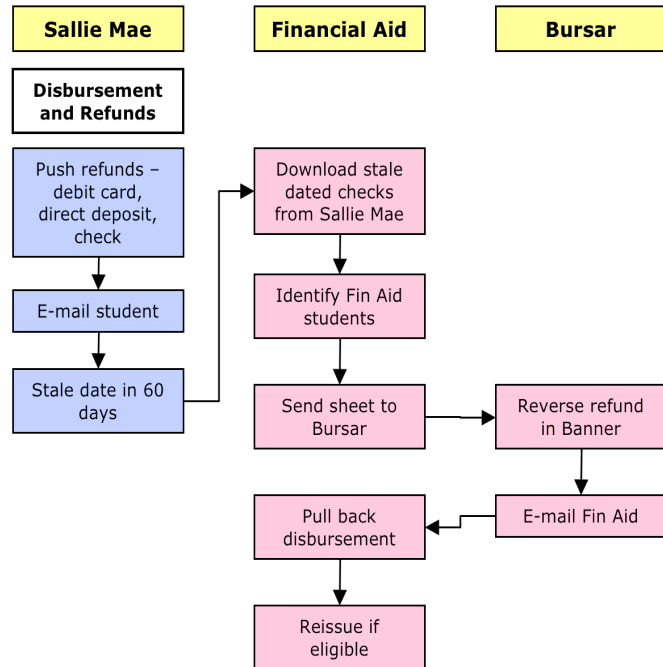 Sallie Mae
Financial Aid
Bursar
Disbursement
and Refunds
Push refunds –
debit card,
direct deposit,
check
E-mail student
Stale date in 60
days
Download stale
dated checks
from Sallie Mae
Identify Fin Aid
students
Send sheet to
Bursar
Reverse refund
in Banner
E-mail Fin Aid
Pull back
disbursement
Reissue if
eligible